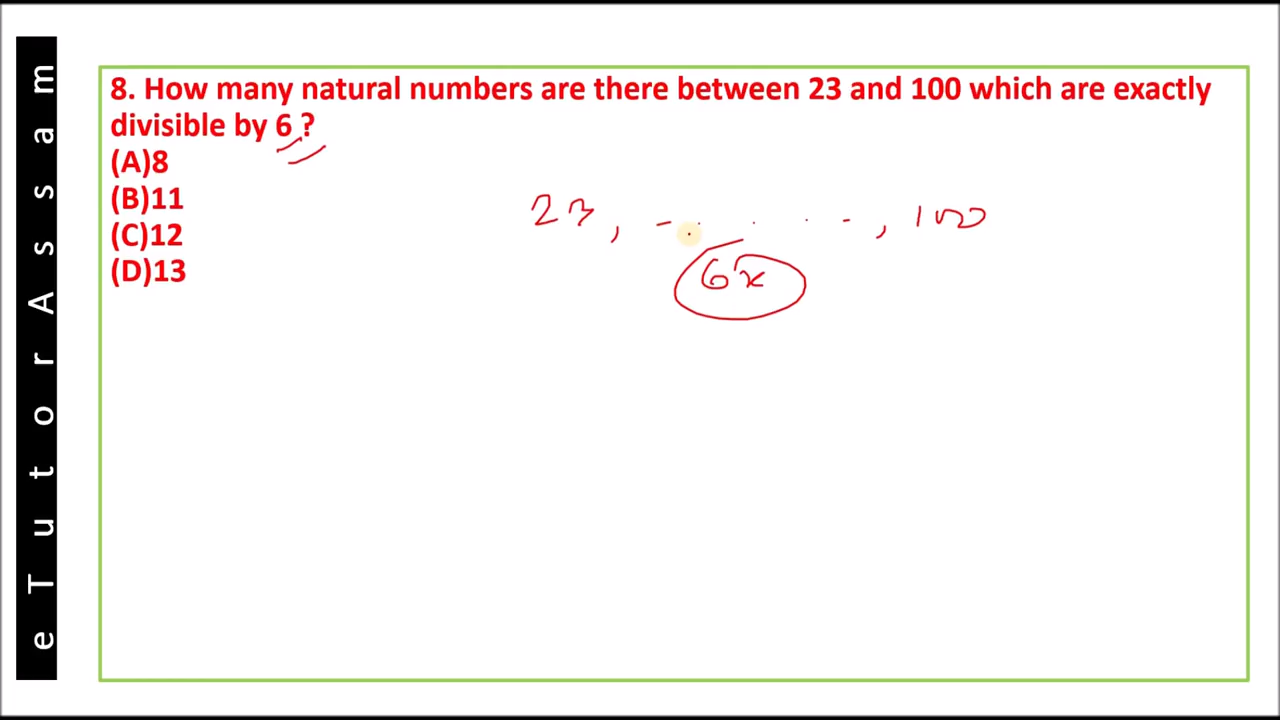 8. How many natural numbers are there between 23 and 100 which are exactly
divisible by 6 ?
(A)8
(B)11
(C)12
(D)13
23, - . . . -, 100
6x
eTutorAssam